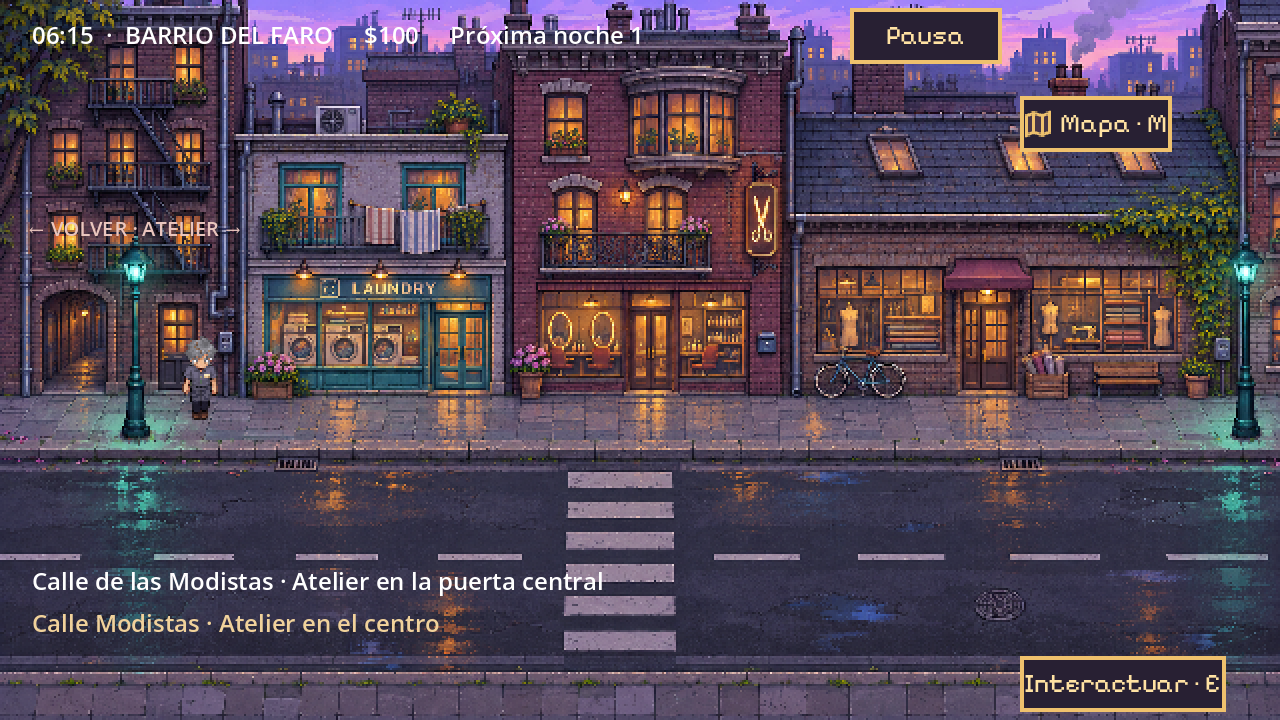 06:15 · BARRIO DEL FARO $100 Próxima noche 1
Pausa
Mapa · M
← VOLVER · ATELIER →
LAUNDRY
Calle de las Modistas · Atelier en la puerta central
Calle Modistas · Atelier en el centro
Interactuar · E